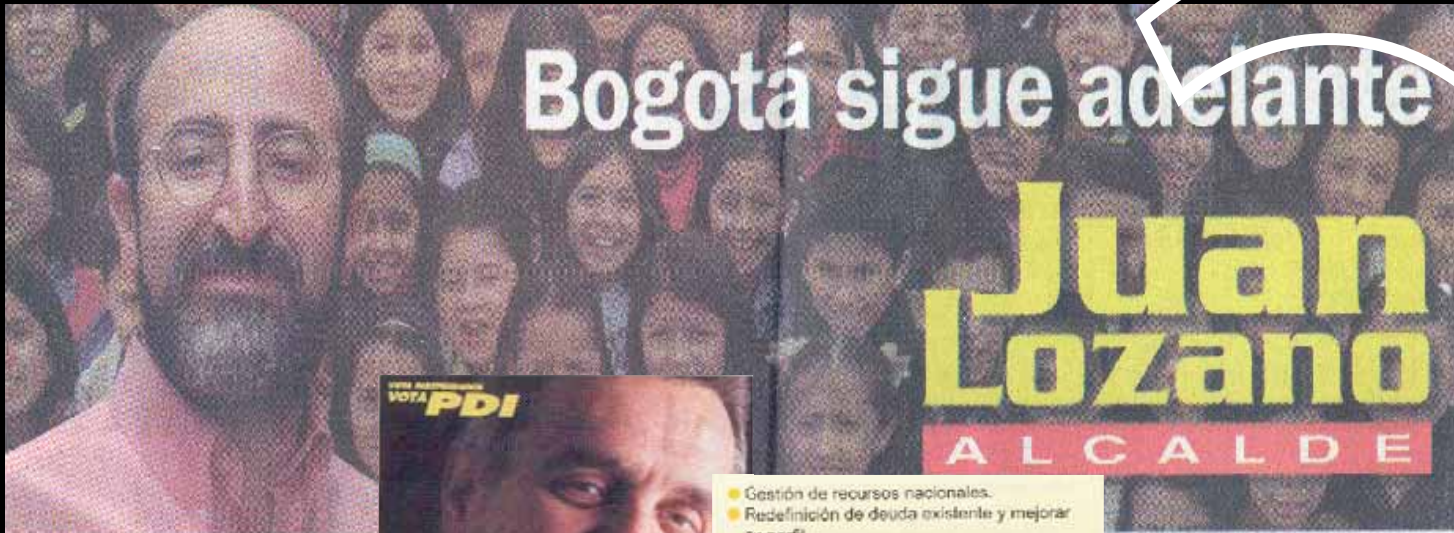 Bogotá sigue adelante
Juan
Lozano
ALCALDE
VOTA
PDI
Gestión de recursos nacionales.
Redefinición de deuda existente y mejorar